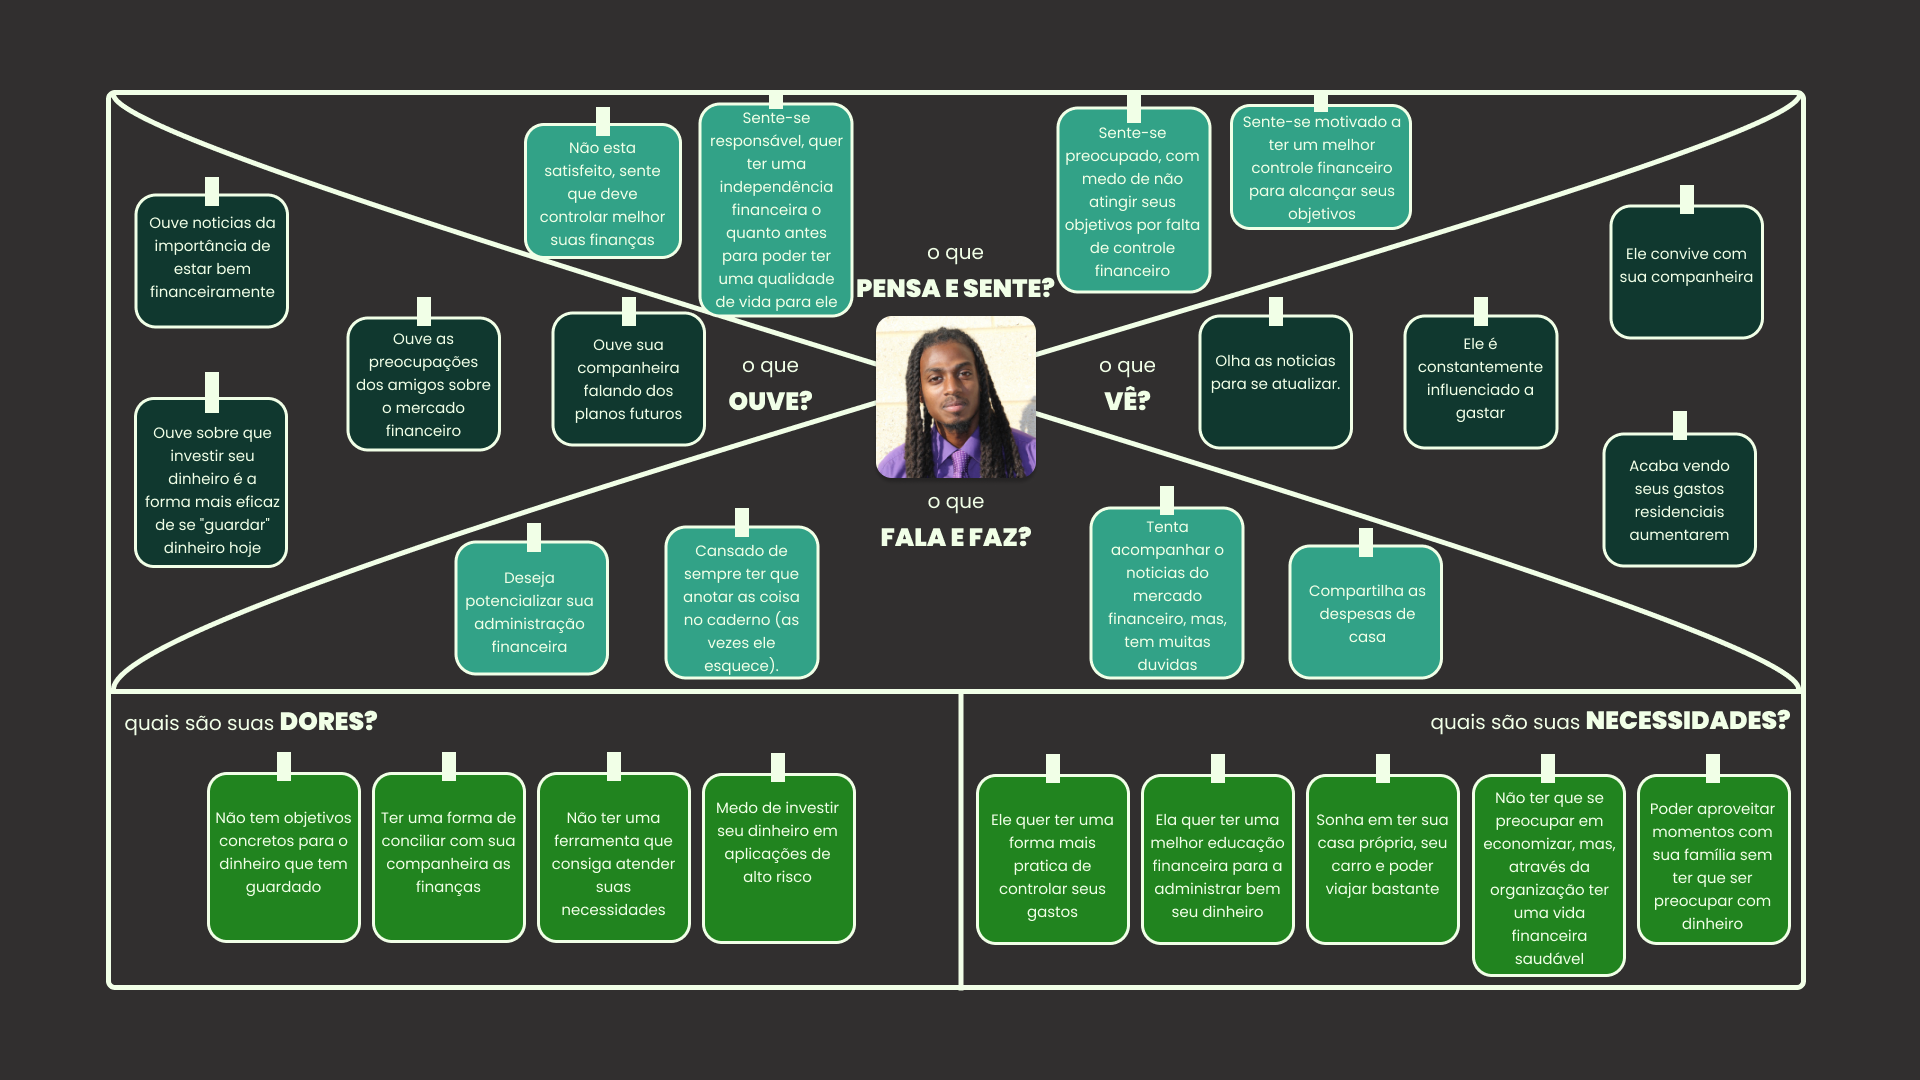 Não esta
satisfeito, sente
que deve
controlar melhor
suas finanças
Sente-se
responsável, quer
ter uma
independência
financeira o
quanto antes
para poder ter
uma qualidade
de vida para ele
o que
PENSA E SENTE?
Sente-se
preocupado, com
medo de não
atingir seus
objetivos por falta
de controle
financeiro
Sente-se motivado a
ter um melhor
controle financeiro
para alcançar seus
objetivos
Ouve noticias da
importância de
estar bem
financeiramente
Ouve as
preocupações
dos amigos sobre
o mercado
financeiro
Ouve sua
companheira
falando dos
planos futuros
o que
OUVE?
Ouve sobre que
investir seu
dinheiro é a
forma mais eficaz
de se "guardar"
dinheiro hoje
o que
VÊ?
Olha as noticias
para se atualizar.
Ele é
constantemente
influenciado a
gastar
Ele convive com
sua companheira
Acaba vendo
seus gastos
residenciais
aumentarem
o que
FALA E FAZ?
Deseja
potencializar sua
administração
financeira
Cansado de
sempre ter que
anotar as coisa
no caderno (as
vezes ele
esquece).
Tenta
acompanhar o
noticias do
mercado
financeiro, mas,
tem muitas
duvidas
Compartilha as
despesas de
casa
quais são suas DORES?
Não tem objetivos
concretos para o
dinheiro que tem
guardado
Ter uma forma de
conciliar com sua
companheira as
finanças
Não ter uma
ferramenta que
consiga atender
suas
necessidades
Medo de investir
seu dinheiro em
aplicações de
alto risco
quais são suas NECESSIDADES?
Ele quer ter uma
forma mais
pratica de
controlar seus
gastos
Ela quer ter uma
melhor educação
financeira para a
administrar bem
seu dinheiro
Sonha em ter sua
casa própria, seu
carro e poder
viajar bastante
Não ter que se
preocupar em
economizar, mas,
através da
organização ter
uma vida
financeira
saudável
Poder aproveitar
momentos com
sua família sem
ter que ser
preocupar com
dinheiro